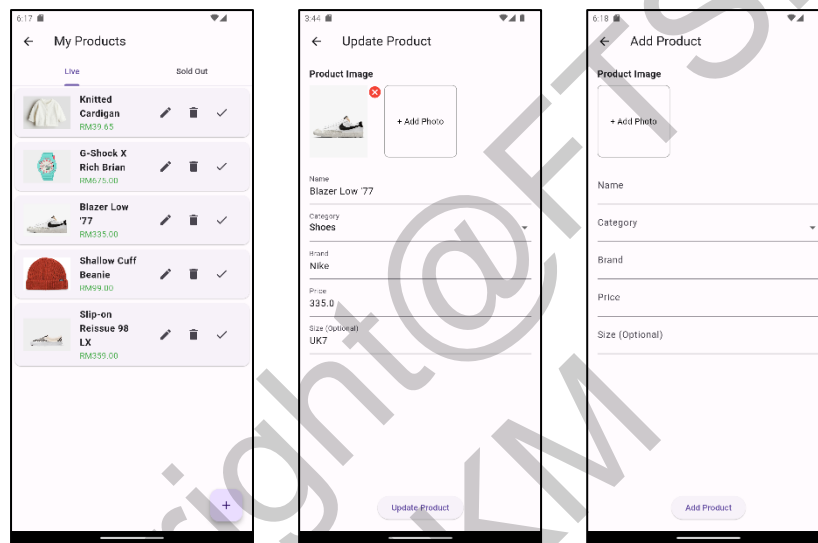 6:17
My Products
Live
Sold Out
Knitted
Cardigan
RM39.65
G-Shock X
Rich Brian
RM675.00
Blazer Low
'77
RM335.00
Shallow Cuff
Beanie
RM99.00
Slip-on
Reissue 98
LX
RM359.00
+
3:44
Update Product
Product Image
+ Add Photo
Name
Blazer Low '77
Category
Shoes
Brand
Nike
Price
335.0
Size (Optional)
UK7
Update Product
6:18
Add Product
Product Image
+ Add Photo
Name
Category
Brand
Price
Size (Optional)
Add Product
right@FTS
KM